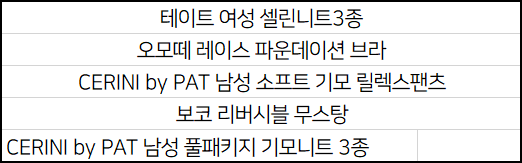 테이트 여성 셀린니트3종
오모떼 레이스 파운데이션 브라
CERINI by PAT 남성 소프트 기모 릴렉스팬츠
보코 리버시블 무스탕
CERINI by PAT 남성 풀패키지 기모니트 3종